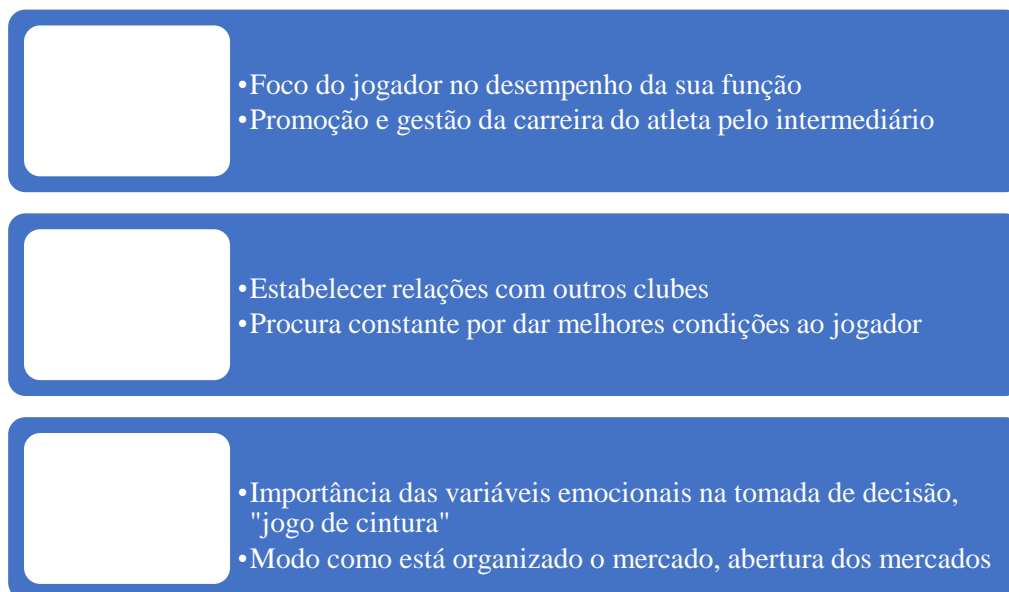 •Foco do jogador no desempenho da sua função
•Promoção e gestão da carreira do atleta pelo intermediário
•Estabelecer relações com outros clubes
•Procura constante por dar melhores condições ao jogador
•Importância das variáveis emocionais na tomada de decisão,
"jogo de cintura"
•Modo como está organizado o mercado, abertura dos mercados